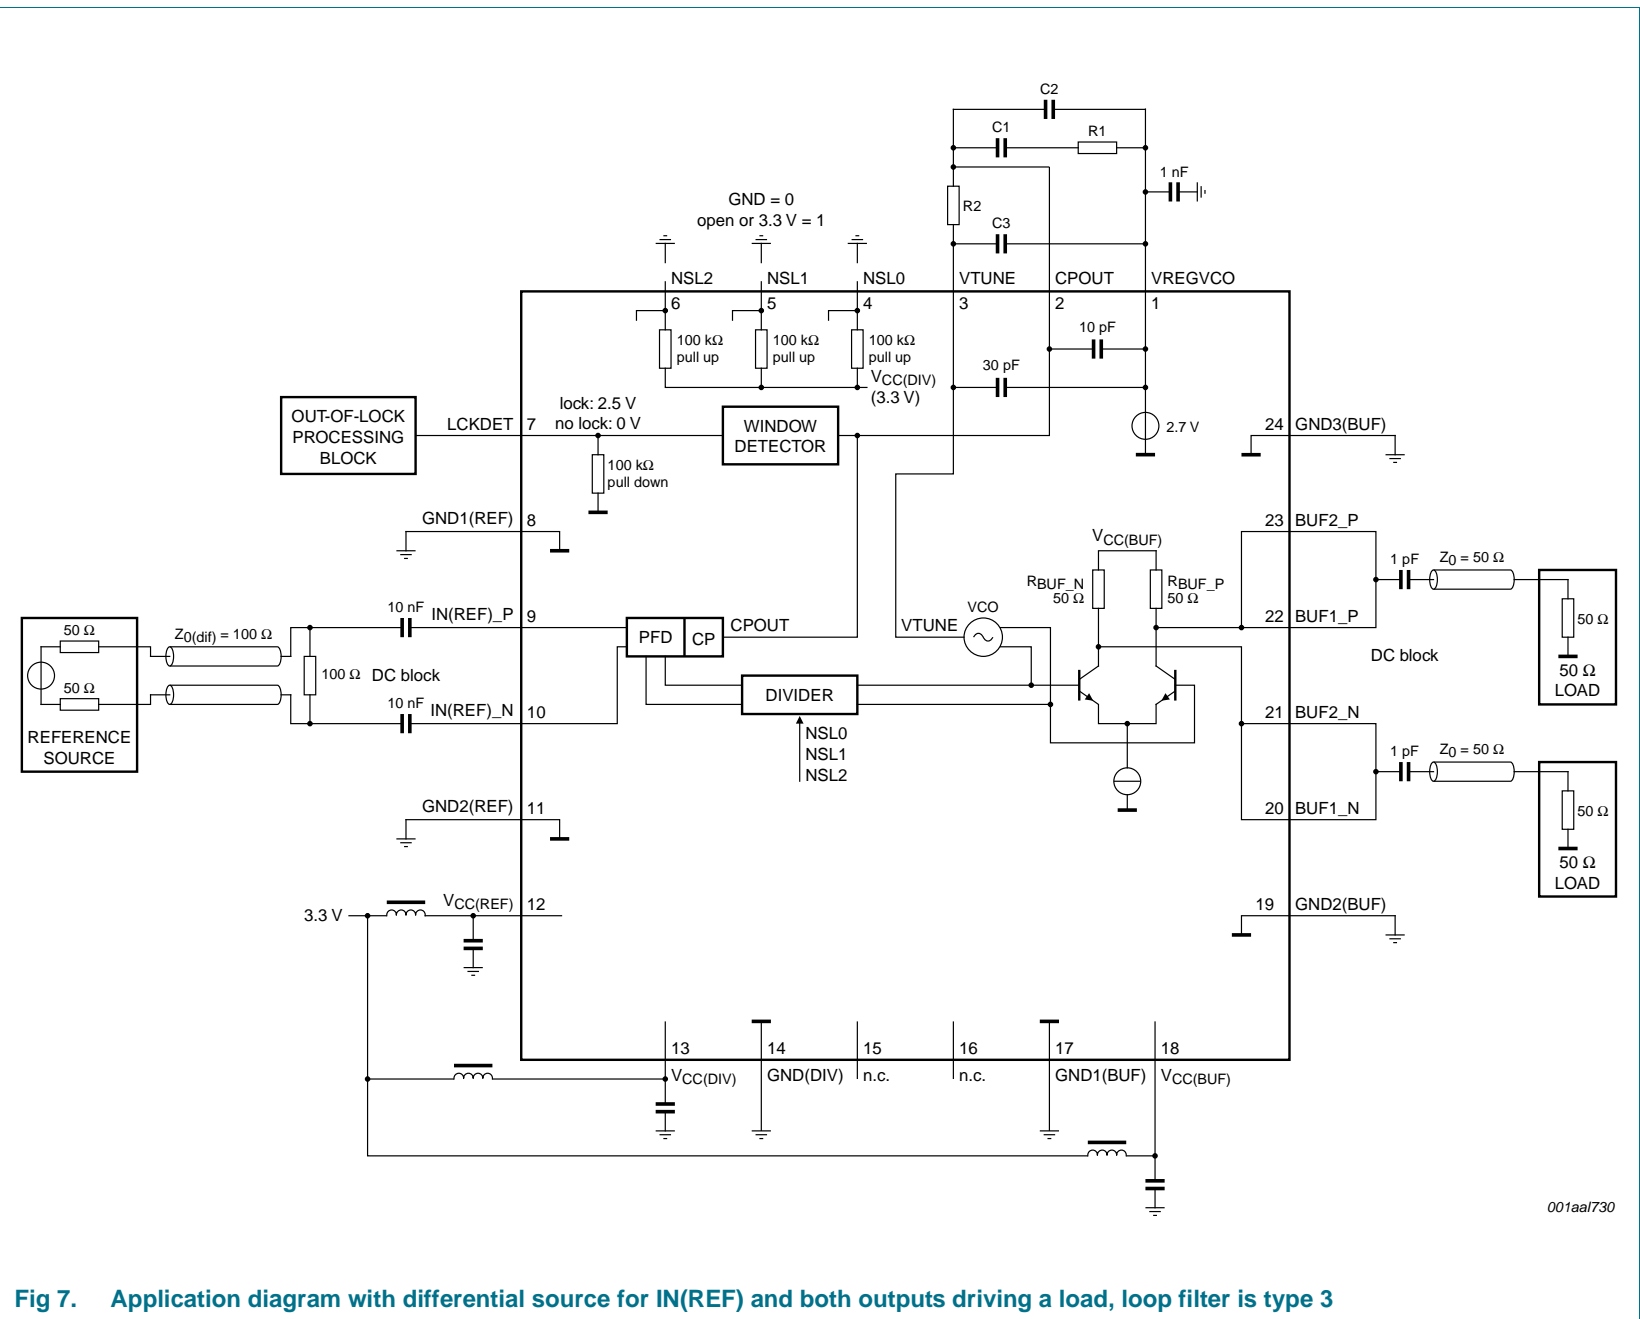 C2
C1
R1
1 nF
GND = 0
open or 3.3 V = 1
R2
C3
NSL2
NSL1
NSL0
VTUNE
CPOUT
VREGVCO
6
5
4
3
2
1
100 kΩ
pull up
100 kΩ
pull up
100 kΩ
pull up
10 pF
30 pF
VCC(DIV)
(3.3 V)
OUT-OF-LOCK
PROCESSING
BLOCK
LCKDET
7
lock: 2.5 V
no lock: 0 V
WINDOW
DETECTOR
2.7 V
24
GND3(BUF)
100 kΩ
pull down
GND1(REF)
8
23
BUF2_P
VCC(BUF)
RBUF_N
50 Ω
RBUF_P
50 Ω
1 pF
Z0 = 50 Ω
50 Ω
50 Ω
LOAD
10 nF
IN(REF)_P
9
PFD
CP
CPOUT
VTUNE
VCO
22
BUF1_P
DC block
50 Ω
Z0(dif) = 100 Ω
100 Ω
DC block
50 Ω
10 nF
IN(REF)_N
10
DIVIDER
NSL0
NSL1
NSL2
REFERENCE
SOURCE
21
BUF2_N
1 pF
Z0 = 50 Ω
50 Ω
50 Ω
LOAD
GND2(REF)
11
20
BUF1_N
3.3 V
VCC(REF)
12
19
GND2(BUF)
13
14
15
16
17
18
VCC(DIV)
GND(DIV)
n.c.
n.c.
GND1(BUF)
VCC(BUF)
001aal730
Fig 7. Application diagram with differential source for IN(REF) and both outputs driving a load, loop filter is type 3